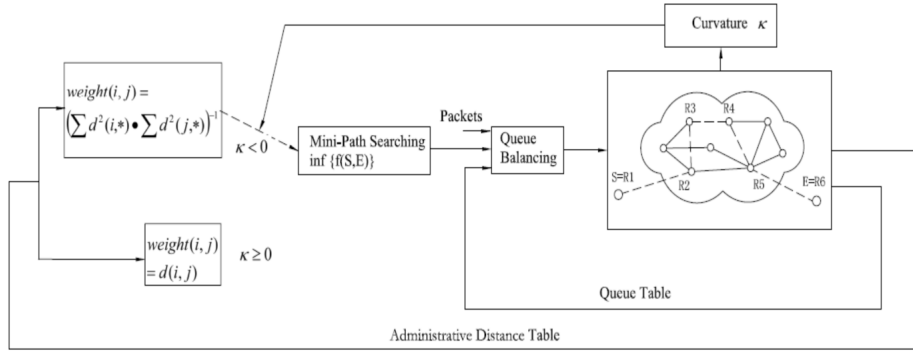 Curvature κ
weight(i, j) =
(∑ d²(i,*) • ∑ d²(j,*))⁻¹
κ < 0
Mini-Path Searching
inf {f(S,E)}
Packets
Queue
Balancing
R3 R4
S=R1 R2 R5 E=R6
weight(i, j)
= d(i, j)
κ ≥ 0
Queue Table
Administrative Distance Table